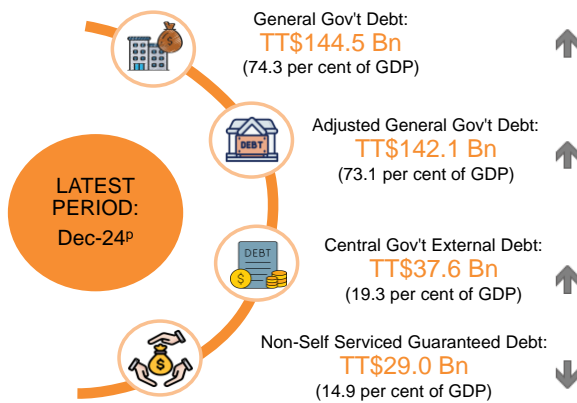 General Gov't Debt:
TT$144.5 Bn
(74.3 per cent of GDP)
Adjusted General Gov't Debt:
TT$142.1 Bn
(73.1 per cent of GDP)
DEBT
LATEST
PERIOD:
Dec-24ᵖ
Central Gov't External Debt:
TT$37.6 Bn
(19.3 per cent of GDP)
DEBT
Non-Self Serviced Guaranteed Debt:
TT$29.0 Bn
(14.9 per cent of GDP)